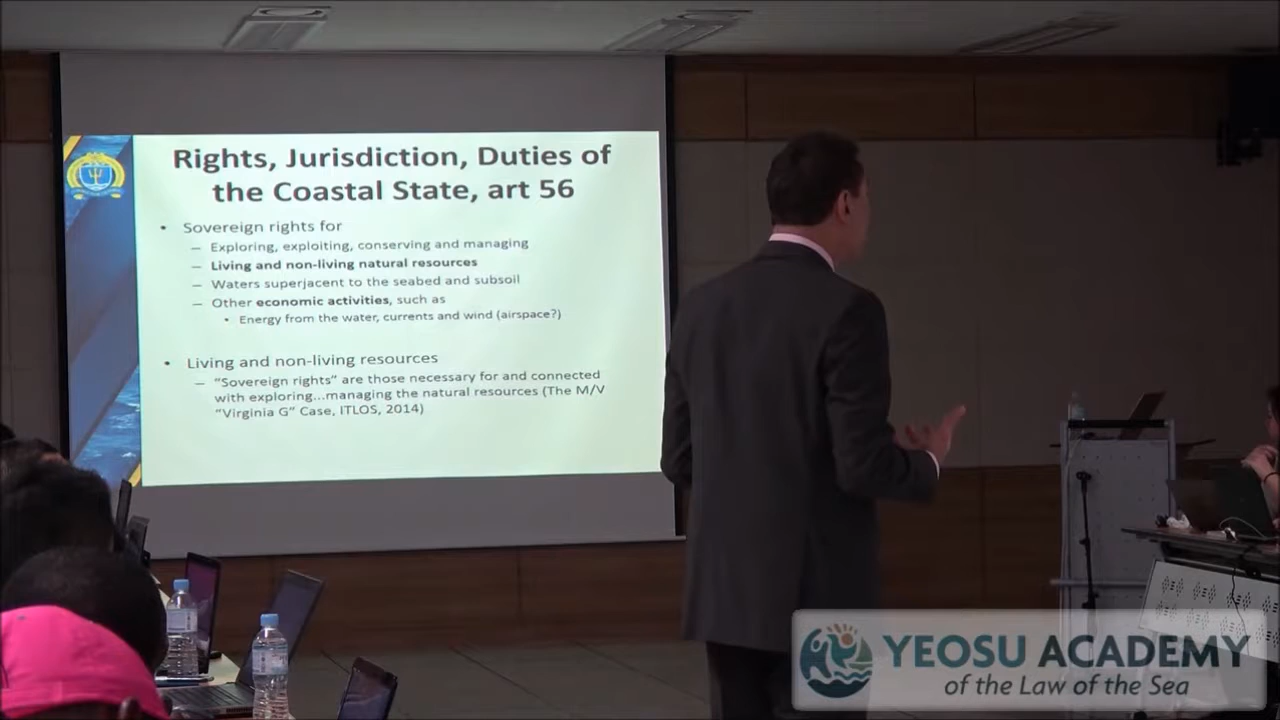 Rights, Jurisdiction, Duties of
the Coastal State, art 56
• Sovereign rights for
– Exploring, exploiting, conserving and managing
– Living and non-living natural resources
– Waters superjacent to the seabed and subsoil
– Other economic activities, such as
• Energy from the water, currents and wind (airspace?)
• Living and non-living resources
– “Sovereign rights” are those necessary for and connected
with exploring...managing the natural resources (The M/V
“Virginia G” Case, ITLOS, 2014)
YEOSU ACADEMY
of the Law of the Sea